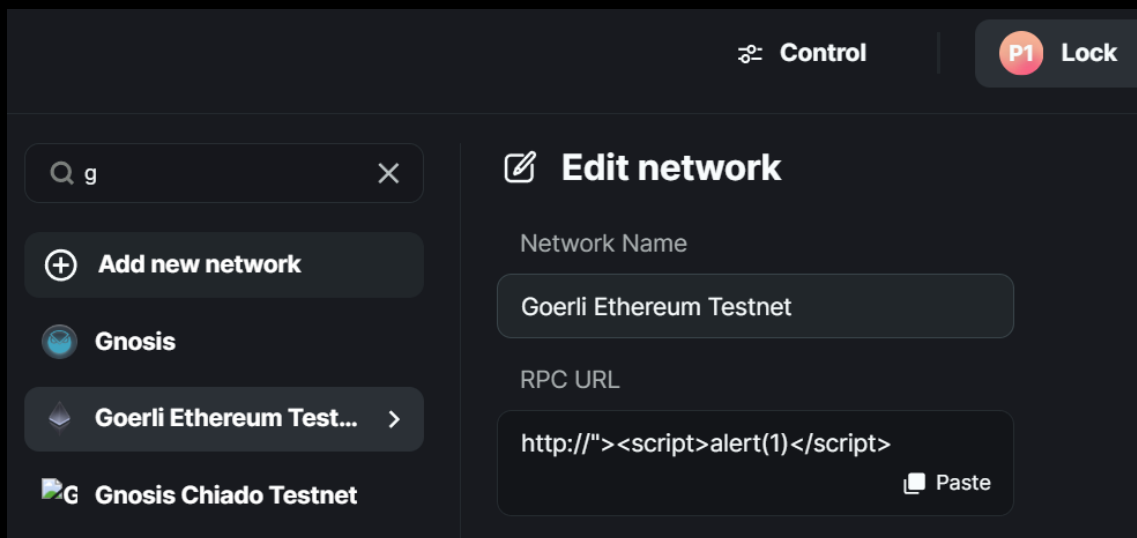 Control
P1 Lock
g
Edit network
Network Name
Add new network
Goerli Ethereum Testnet
Gnosis
RPC URL
Goerli Ethereum Test...
http://"><script>alert(1)</script>
Paste
G Gnosis Chiado Testnet